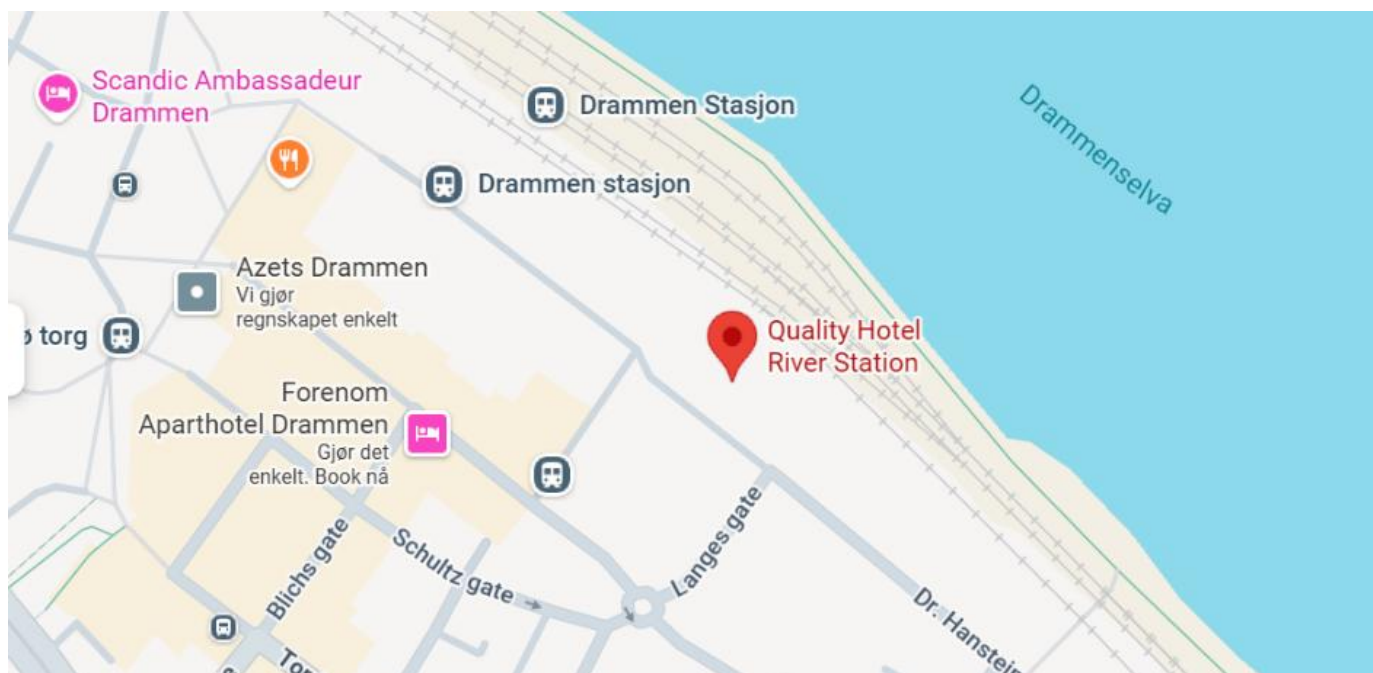 Scandic Ambassadeur
Drammen
Drammen Stasjon
Drammenselva
Drammen stasjon
Azets Drammen
Vi gjør
regnskapet enkelt
ø torg
Quality Hotel
River Station
Forenom
Aparthotel Drammen
Gjør det
enkelt. Book nå
Blichs gate
Schultz gate
Langes gate
Dr. Hanstein